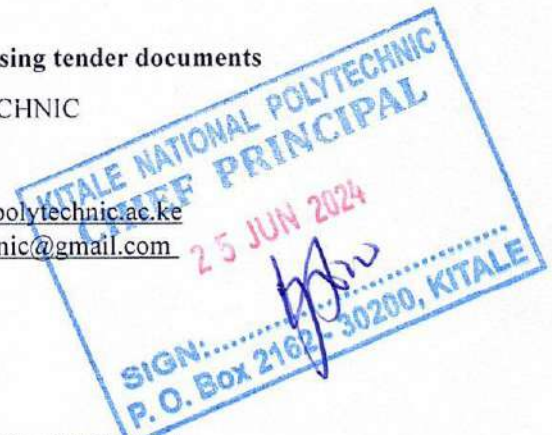 sing tender documents
CHNIC
polytechnic.ac.ke
nic@gmail.com
KITALE NATIONAL POLYTECHNIC
CHIEF PRINCIPAL
25 JUN 2024
SIGN:
P. O. Box 2162 - 30200, KITALE